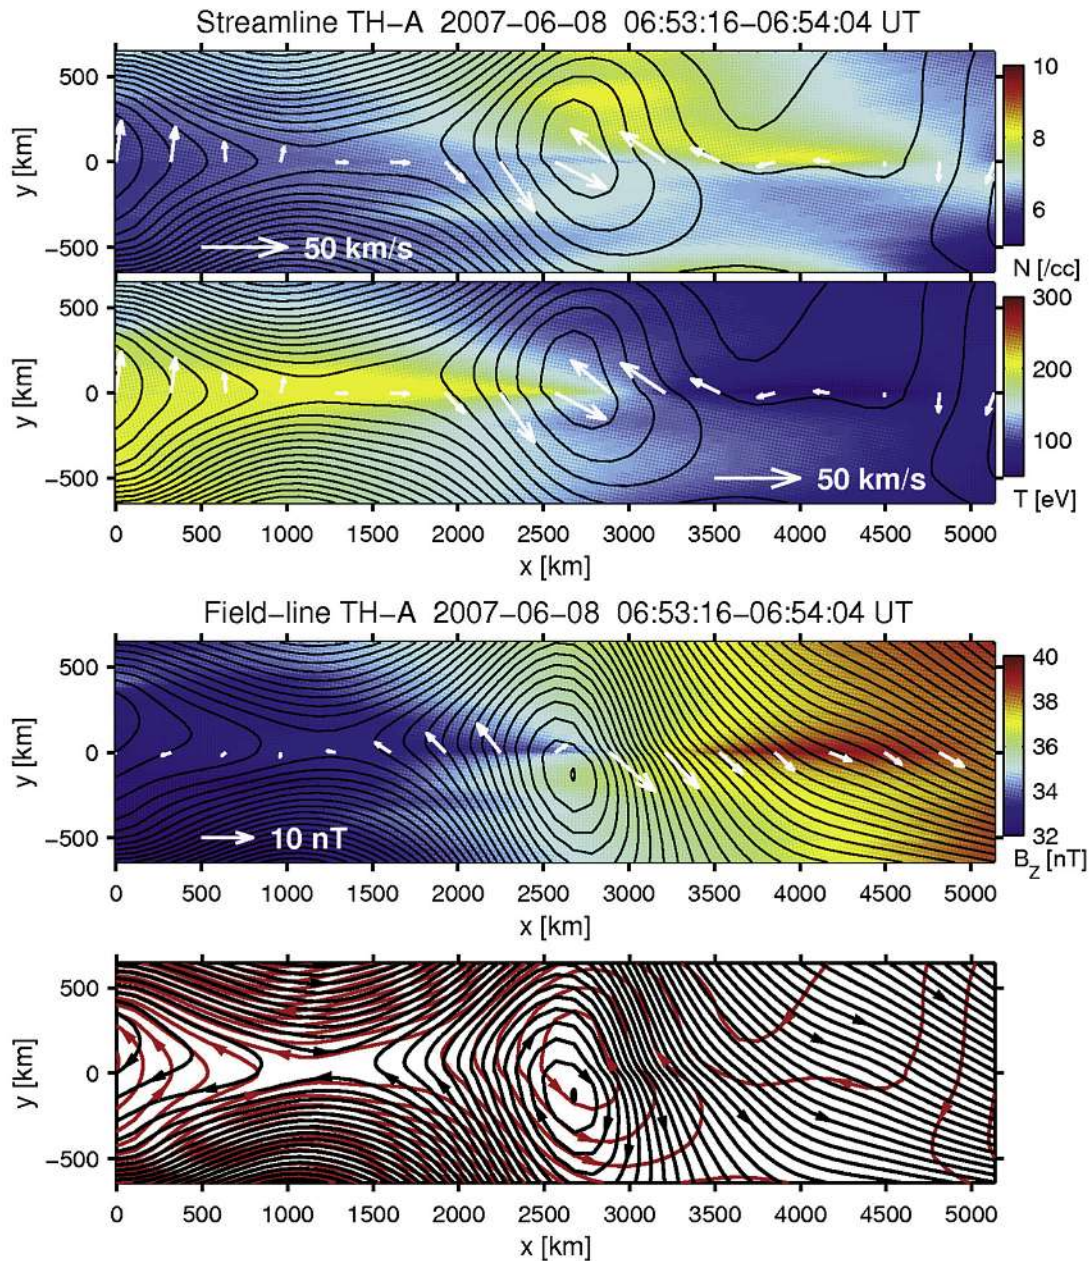 Streamline TH-A 2007-06-08 06:53:16-06:54:04 UT
500
0
-500
y [km]
50 km/s
10
8
6
N [/cc]
500
0
-500
y [km]
50 km/s
300
200
100
T [eV]
0 500 1000 1500 2000 2500 3000 3500 4000 4500 5000
x [km]
Field-line TH-A 2007-06-08 06:53:16-06:54:04 UT
500
0
-500
y [km]
10 nT
40
38
36
34
32
B_Z [nT]
0 500 1000 1500 2000 2500 3000 3500 4000 4500 5000
x [km]
500
0
-500
y [km]
0 500 1000 1500 2000 2500 3000 3500 4000 4500 5000
x [km]